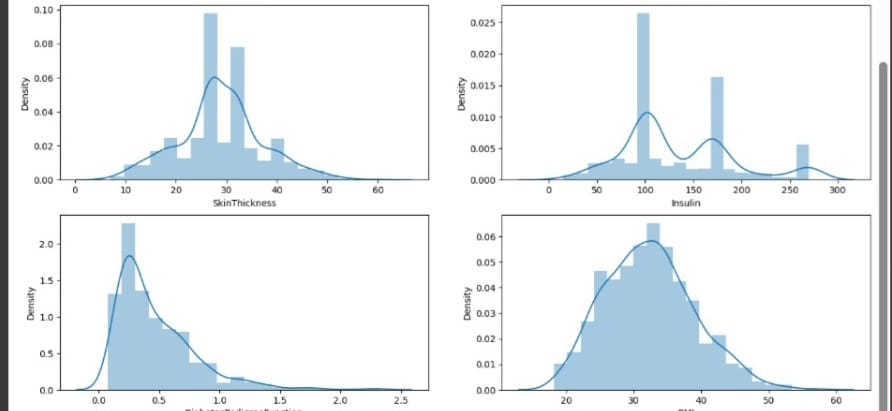 0.10
0.08
0.06
0.04
0.02
0.00
Density
0 10 20 30 40 50 60
SkinThickness
0.025
0.020
0.015
0.010
0.005
0.000
Density
0 50 100 150 200 250 300
Insulin
2.0
1.5
1.0
0.5
0.0
Density
0.0 0.5 1.0 1.5 2.0 2.5
DiabetesPedigreeFunction
0.06
0.05
0.04
0.03
0.02
0.01
0.00
Density
20 30 40 50 60
BMI